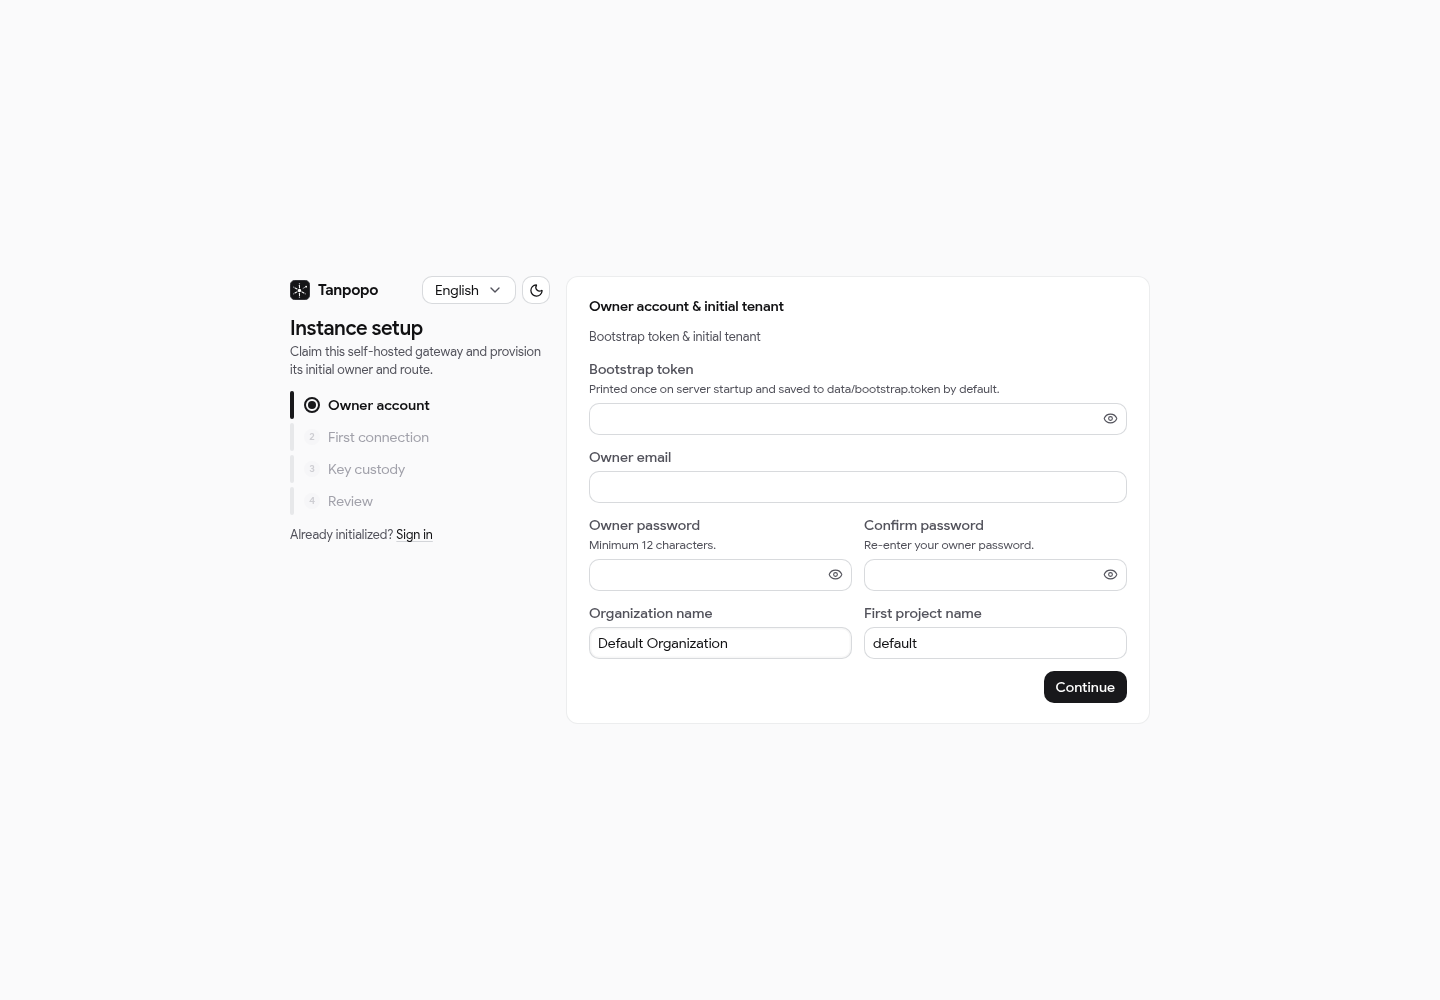 Tanpopo
English
Instance setup
Claim this self-hosted gateway and provision
its initial owner and route.
Owner account
2 First connection
3 Key custody
4 Review
Already initialized? Sign in
Owner account & initial tenant
Bootstrap token & initial tenant
Bootstrap token
Printed once on server startup and saved to data/bootstrap.token by default.
Owner email
Owner password
Minimum 12 characters.
Confirm password
Re-enter your owner password.
Organization name
Default Organization
First project name
default
Continue